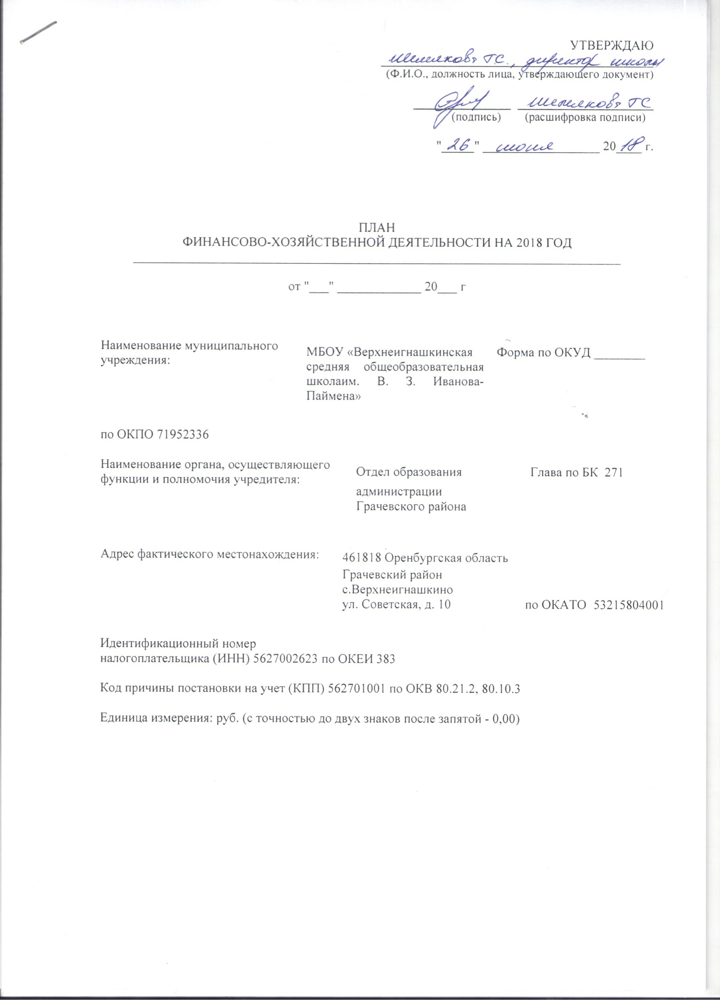 УТВЕРЖДАЮ
Т.С., директор школы
(Ф.И.О., должность лица, утверждающего документ)
ТС
(подпись) (расшифровка подписи)
"26" июня 2018 г.
ПЛАН
ФИНАНСОВО-ХОЗЯЙСТВЕННОЙ ДЕЯТЕЛЬНОСТИ НА 2018 ГОД
от "___" _____________ 20___ г
Наименование муниципального
учреждения:
МБОУ «Верхнеигнашкинская
средняя общеобразовательная
школаим. В. З. Иванова-
Паймена»
Форма по ОКУД ________
по ОКПО 71952336
Наименование органа, осуществляющего
функции и полномочия учредителя:
Отдел образования
администрации
Грачевского района
Глава по БК 271
Адрес фактического местонахождения:
461818 Оренбургская область
Грачевский район
с.Верхнеигнашкино
ул. Советская, д. 10
по ОКАТО 53215804001
Идентификационный номер
налогоплательщика (ИНН) 5627002623 по ОКЕИ 383
Код причины постановки на учет (КПП) 562701001 по ОКВ 80.21.2, 80.10.3
Единица измерения: руб. (с точностью до двух знаков после запятой - 0,00)